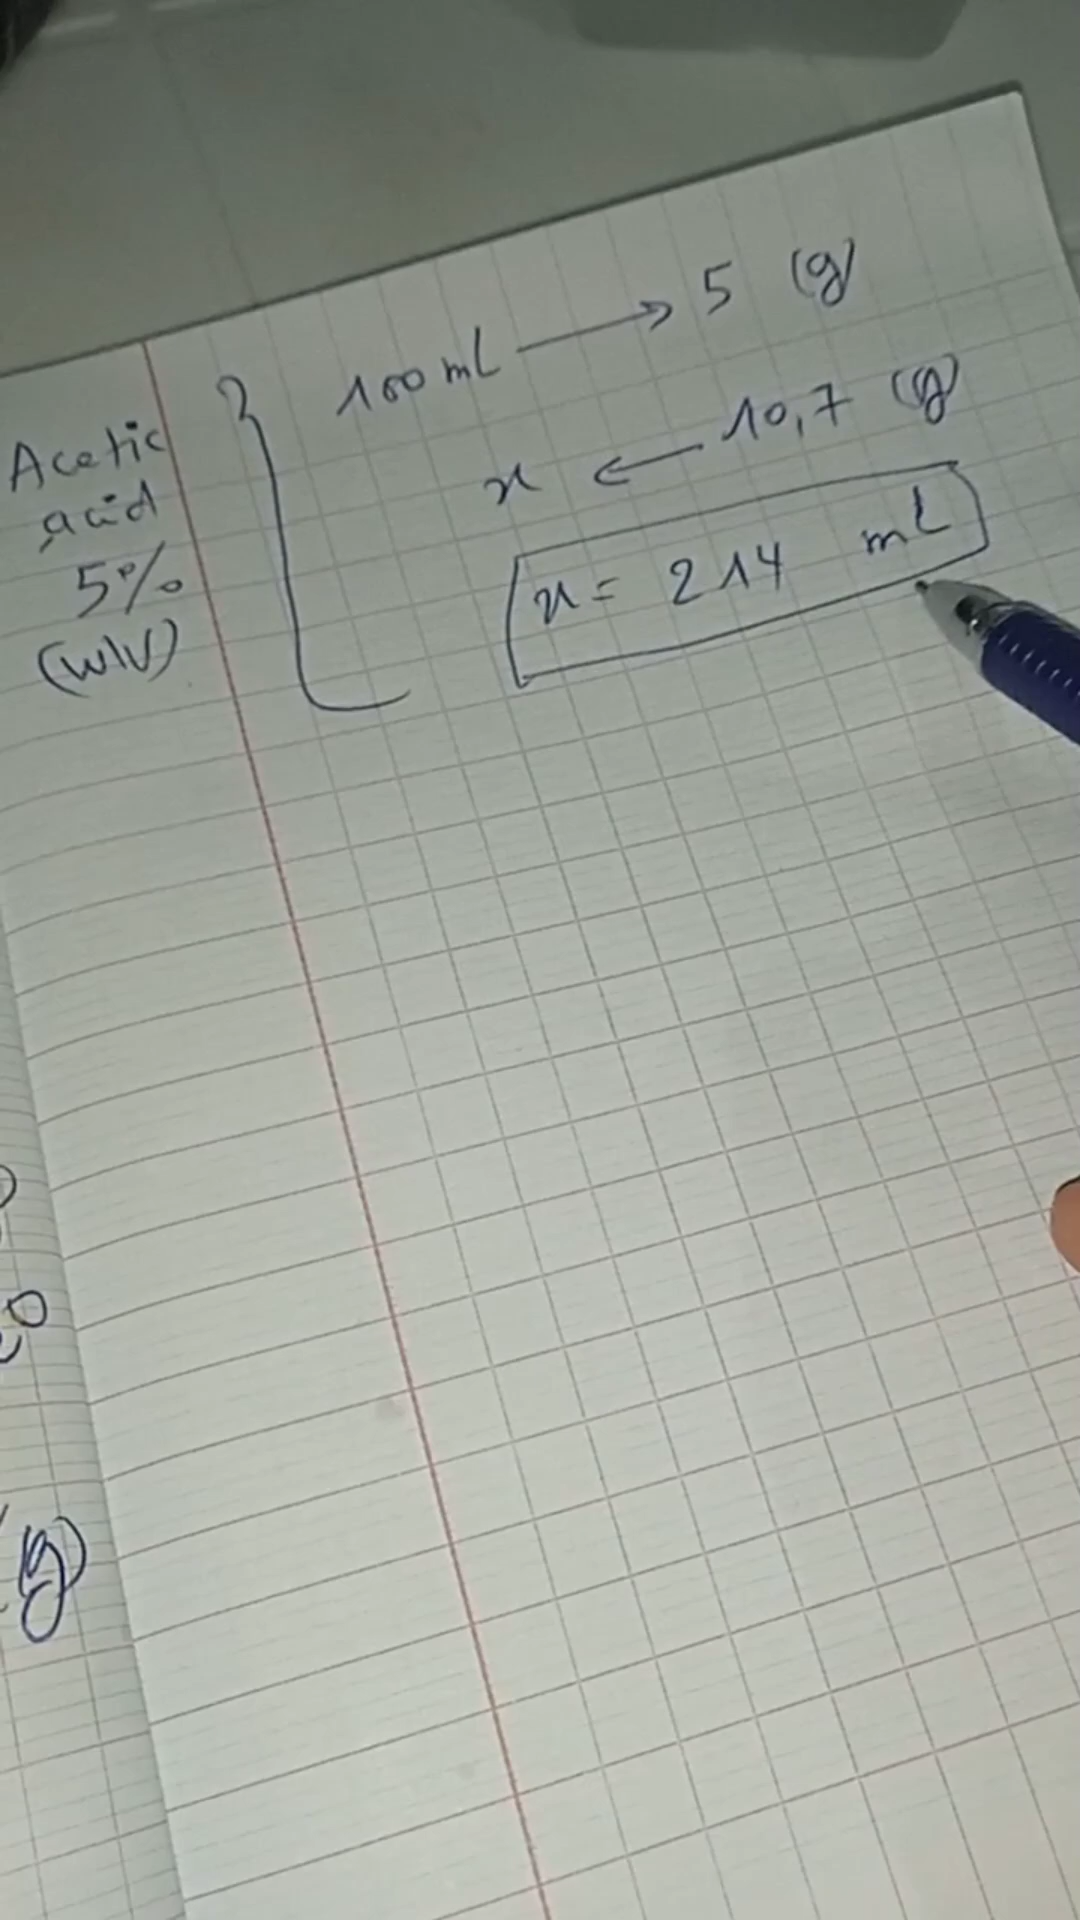 100 mL → 5 (g)
x ← 10,7 (g)
x = 214 mL
Acetic
acid
5%
(w\V)
(g)